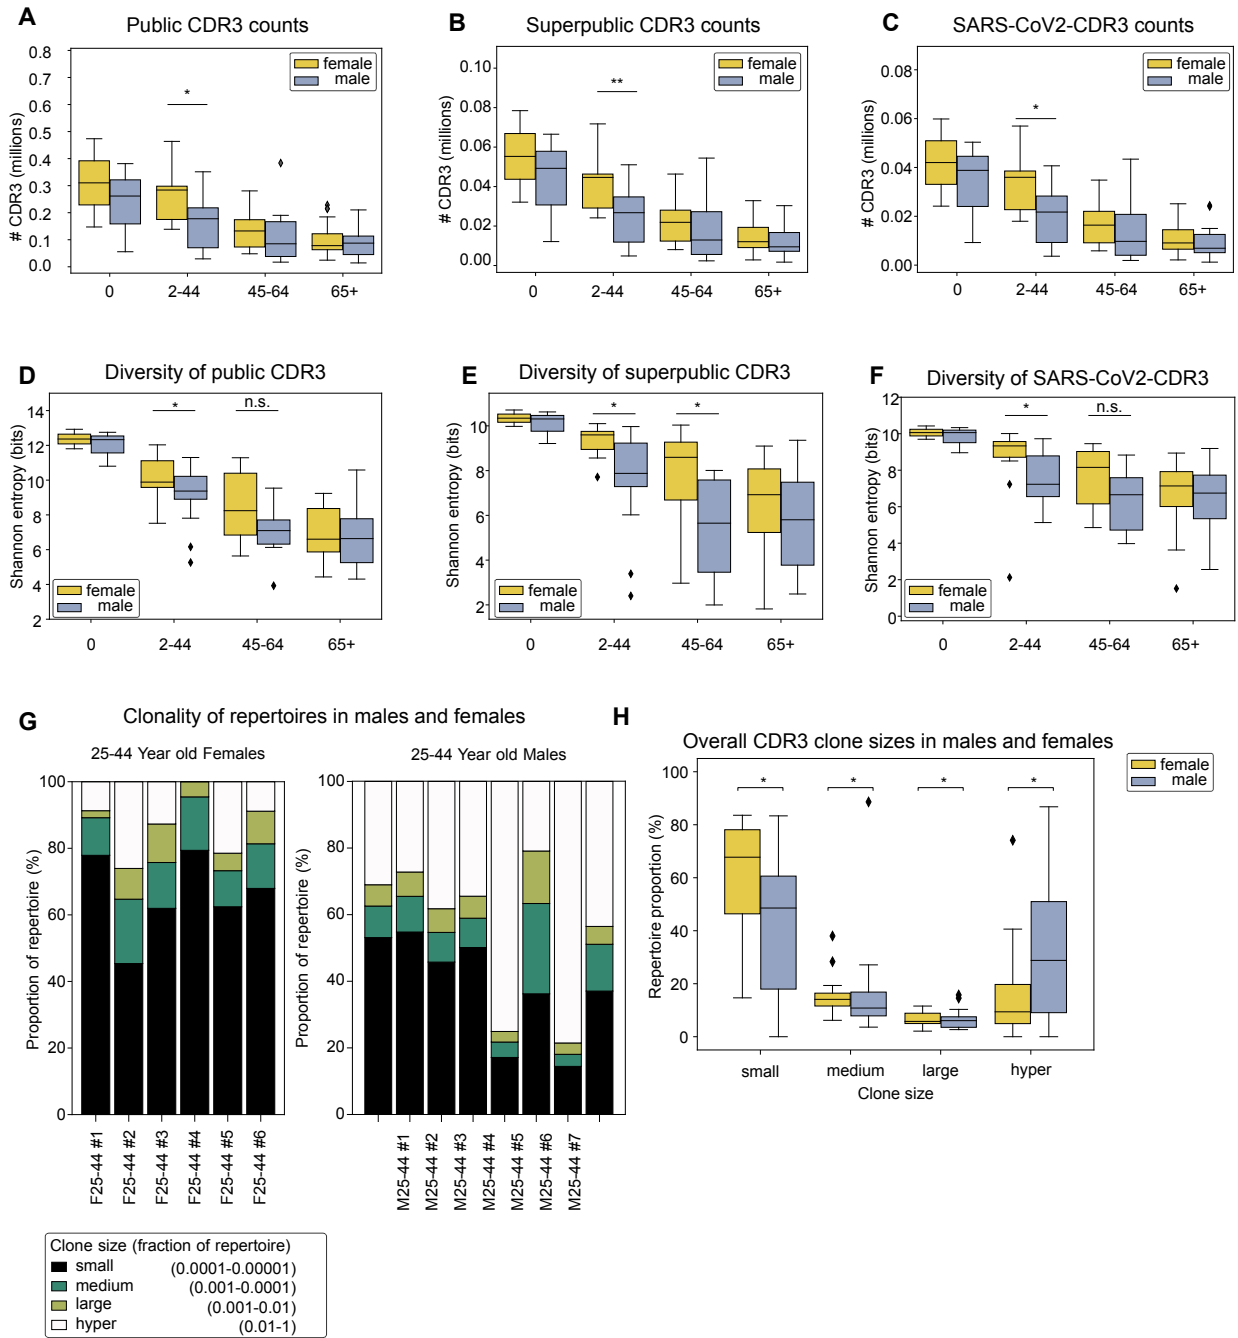 A
Public CDR3 counts
# CDR3 (millions)
0.8
0.7
0.6
0.5
0.4
0.3
0.2
0.1
0.0
female
male
*
0
2-44
45-64
65+
B
Superpublic CDR3 counts
# CDR3 (millions)
0.10
0.08
0.06
0.04
0.02
0.00
female
male
**
0
2-44
45-64
65+
C
SARS-CoV2-CDR3 counts
# CDR3 (millions)
0.08
0.06
0.04
0.02
0.00
female
male
*
0
2-44
45-64
65+
D
Diversity of public CDR3
Shannon entropy (bits)
14
12
10
8
6
4
2
*
n.s.
female
male
0
2-44
45-64
65+
E
Diversity of superpublic CDR3
Shannon entropy (bits)
10
8
6
4
2
*
*
female
male
0
2-44
45-64
65+
F
Diversity of SARS-CoV2-CDR3
Shannon entropy (bits)
12
10
8
6
4
2
0
*
n.s.
female
male
0
2-44
45-64
65+
G
Clonality of repertoires in males and females
25-44 Year old Females
Proportion of repertoire (%)
100
80
60
40
20
0
F25-44 #1
F25-44 #2
F25-44 #3
F25-44 #4
F25-44 #5
F25-44 #6
25-44 Year old Males
Proportion of repertoire (%)
100
80
60
40
20
0
M25-44 #1
M25-44 #2
M25-44 #3
M25-44 #4
M25-44 #5
M25-44 #6
M25-44 #7
Clone size (fraction of repertoire)
small (0.0001-0.00001)
medium (0.001-0.0001)
large (0.001-0.01)
hyper (0.01-1)
H
Overall CDR3 clone sizes in males and females
female
male
Repertoire proportion (%)
100
80
60
40
20
0
*
*
*
*
small
medium
large
hyper
Clone size